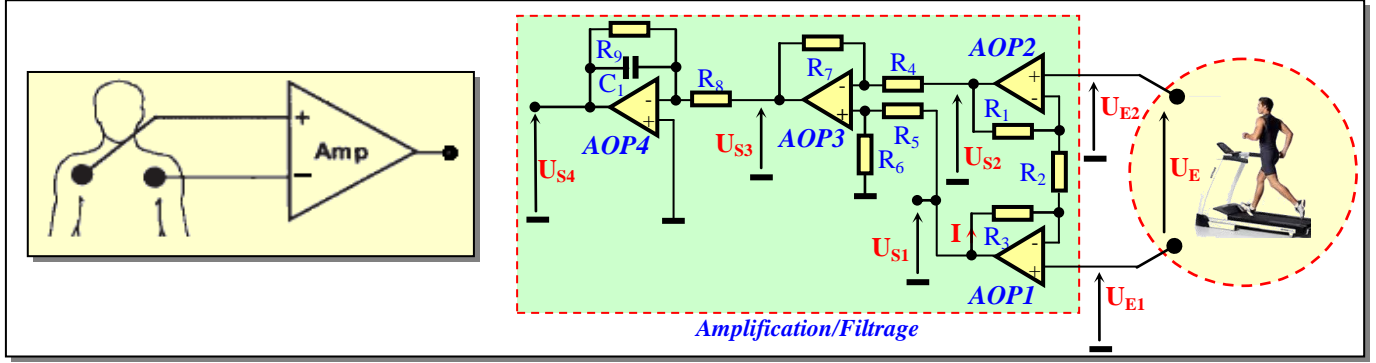 +
Amp
−
R9
C1
-
+
AOP4
US4
R8
US3
R7
-
+
AOP3
R4
R5
R6
AOP2
+
-
R1
US2
R2
US1
I
R3
-
+
AOP1
UE2
UE
UE1
Amplification/Filtrage